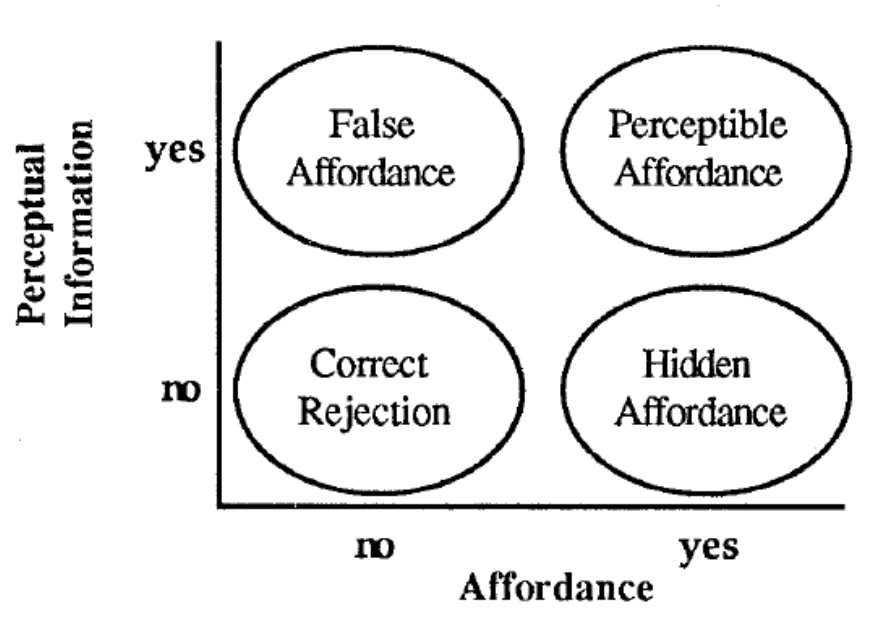 Perceptual
Information
yes
False
Affordance
Perceptible
Affordance
no
Correct
Rejection
Hidden
Affordance
no
yes
Affordance